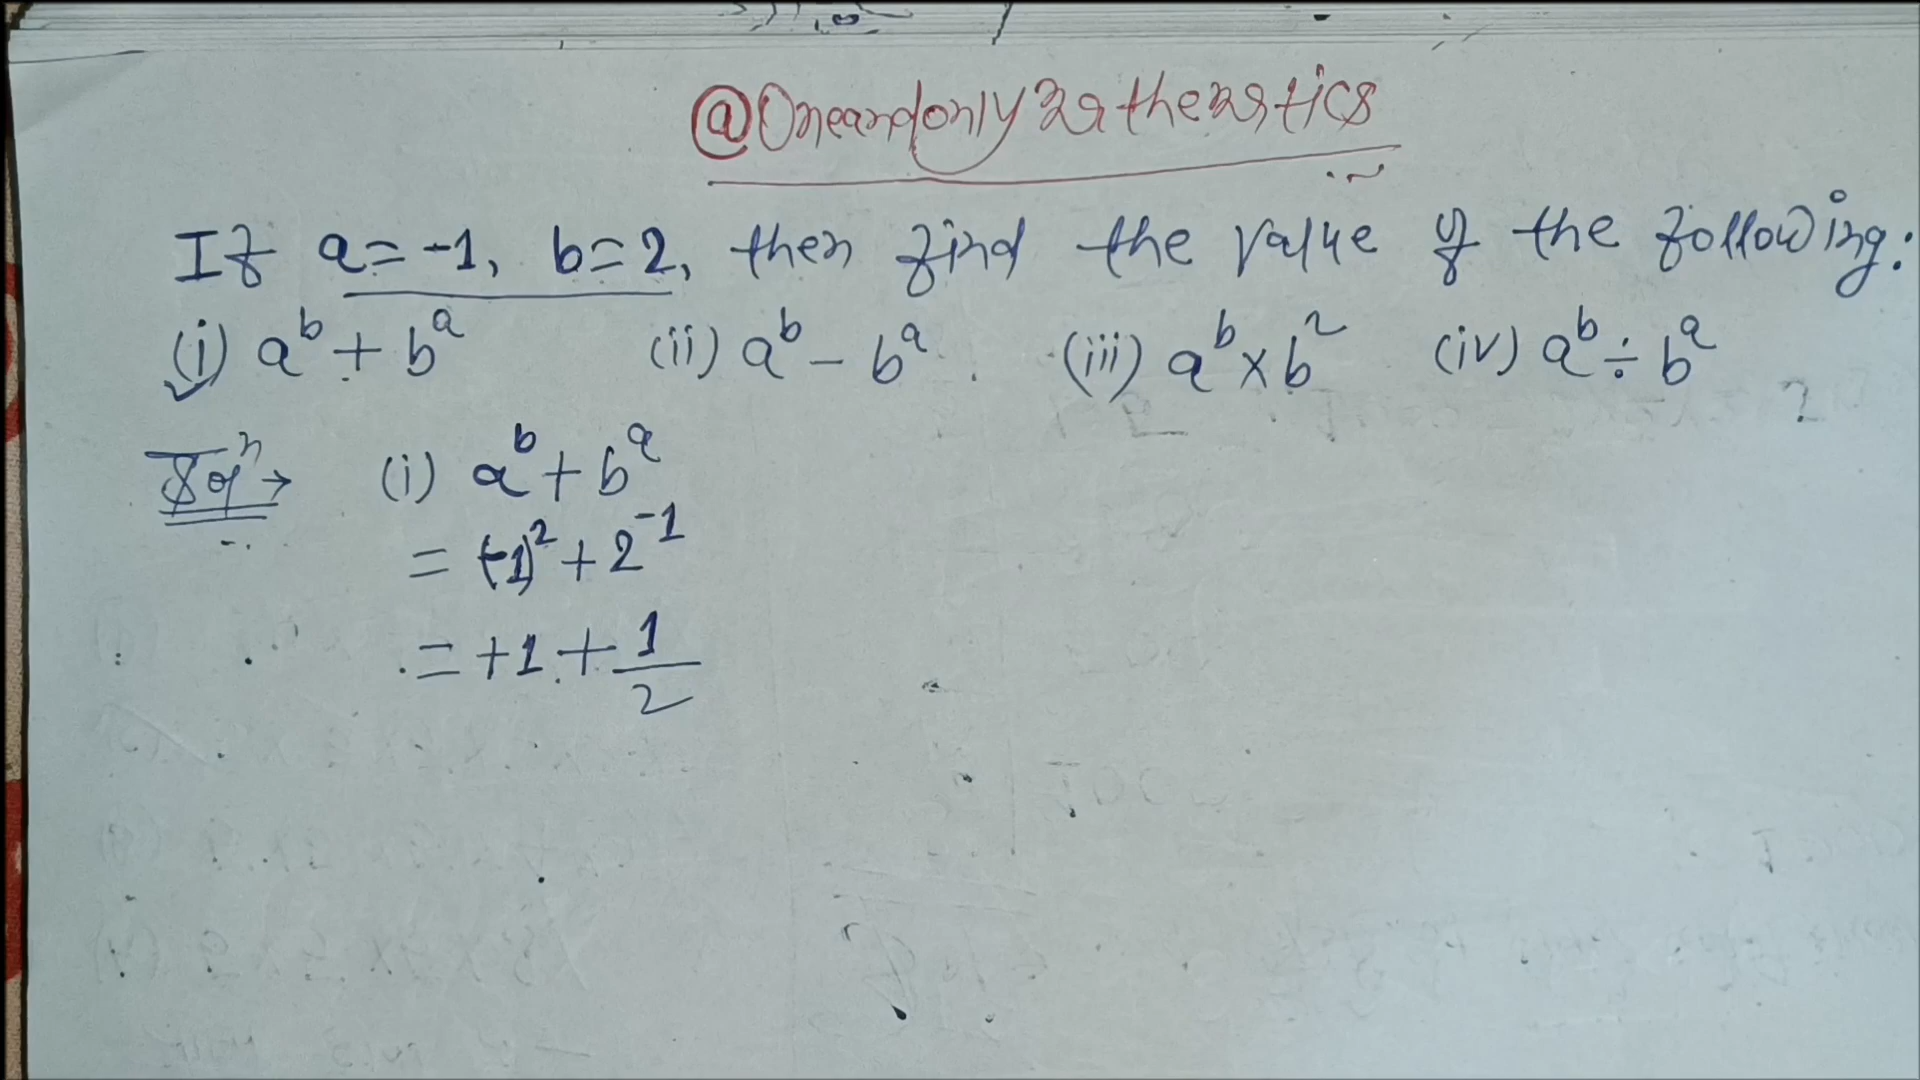 @Oneandonlymathematics
If a=-1, b=2, then find the value of the following:
(i) a^b + b^a (ii) a^b - b^a (iii) a^b × b^2 (iv) a^b ÷ b^a
Sol^n → (i) a^b + b^a
= (-1)^2 + 2^-1
= +1 + 1/2